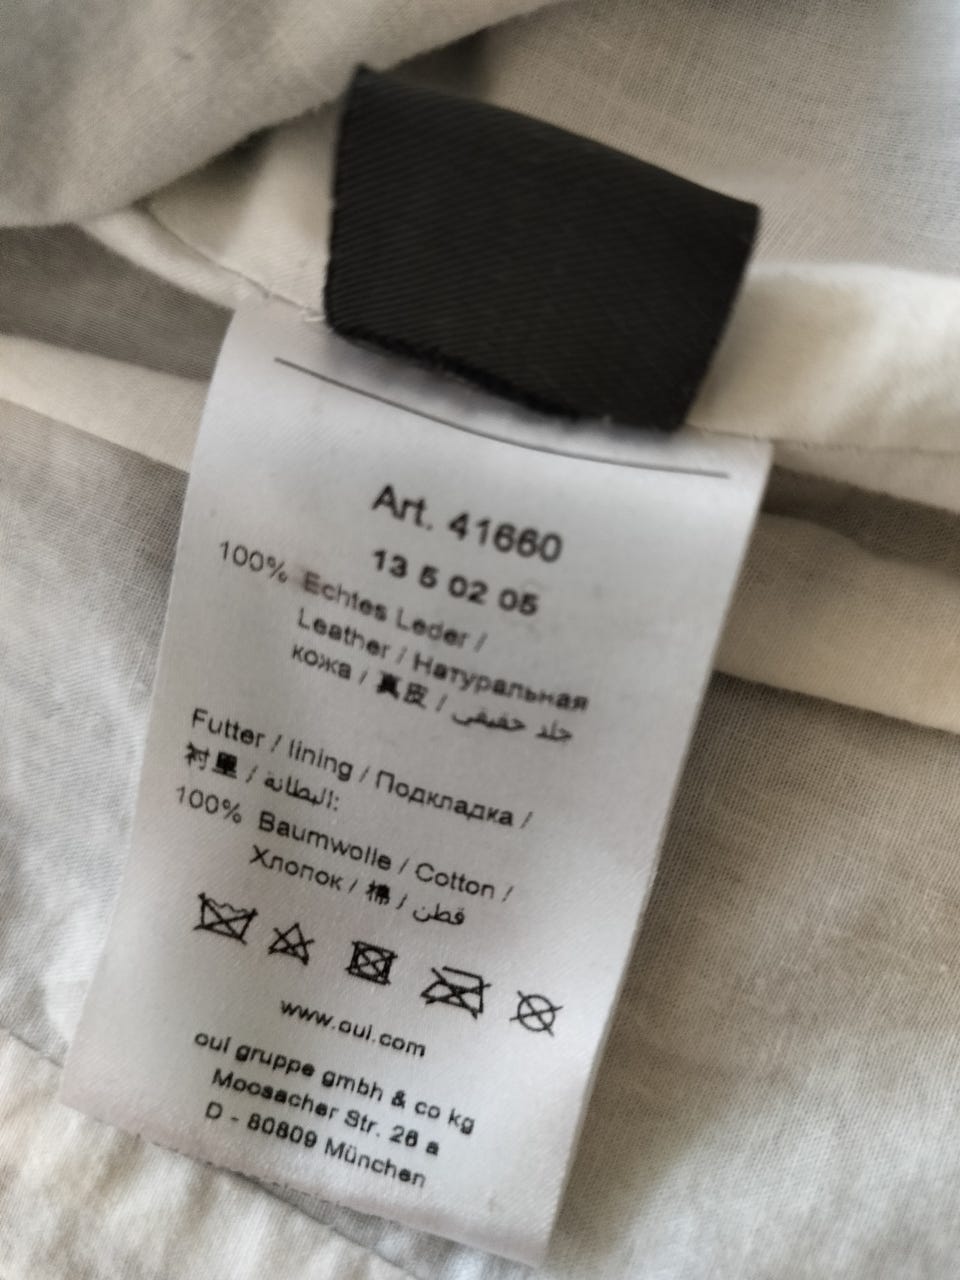 Art. 41660
13 5 02 05
100% Echtes Leder /
Leather / Натуральная
кожа / 真皮 / جلد حقيقي
Futter / lining / Подкладка /
衬里 / البطانة:
100% Baumwolle / Cotton /
Хлопок / 棉 / قطن
www.oui.com
oui gruppe gmbh & co kg
Moosacher Str. 26 a
D - 80809 München